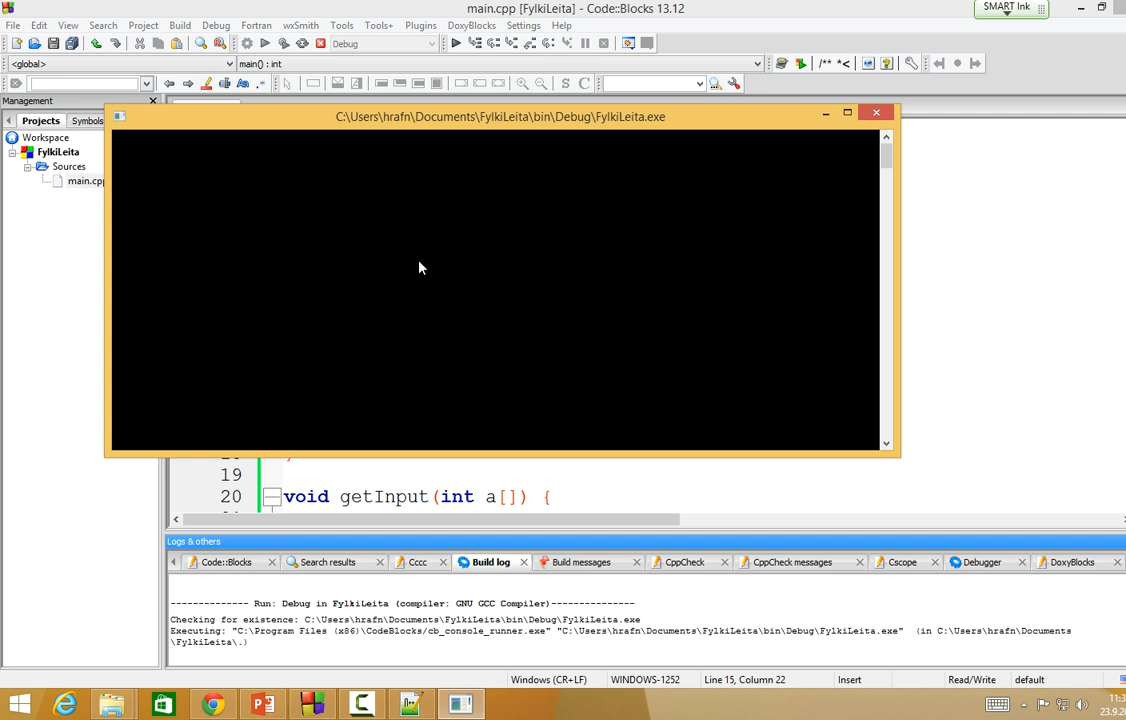 main.cpp [FylkiLeita] - Code::Blocks 13.12
SMART Ink
File Edit View Search Project Build Debug Fortran wxSmith Tools Tools+ Plugins DoxyBlocks Settings Help
Debug
<global> main() : int
/** *<
S C
Management
Projects Symbols
Workspace
FylkiLeita
Sources
main.cpp
C:\Users\hrafn\Documents\FylkiLeita\bin\Debug\FylkiLeita.exe
19
20 void getInput(int a[]) {
Logs & others
Code::Blocks Search results Cccc Build log Build messages CppCheck CppCheck messages Cscope Debugger DoxyBlocks
-------------- Run: Debug in FylkiLeita (compiler: GNU GCC Compiler)---------------
Checking for existence: C:\Users\hrafn\Documents\FylkiLeita\bin\Debug\FylkiLeita.exe
Executing: "C:\Program Files (x86)\CodeBlocks/cb_console_runner.exe" "C:\Users\hrafn\Documents\FylkiLeita\bin\Debug\FylkiLeita.exe" (in C:\Users\hrafn\Documents
\FylkiLeita\.)
Windows (CR+LF) WINDOWS-1252 Line 15, Column 22 Insert Read/Write default
11:3
23.9.20